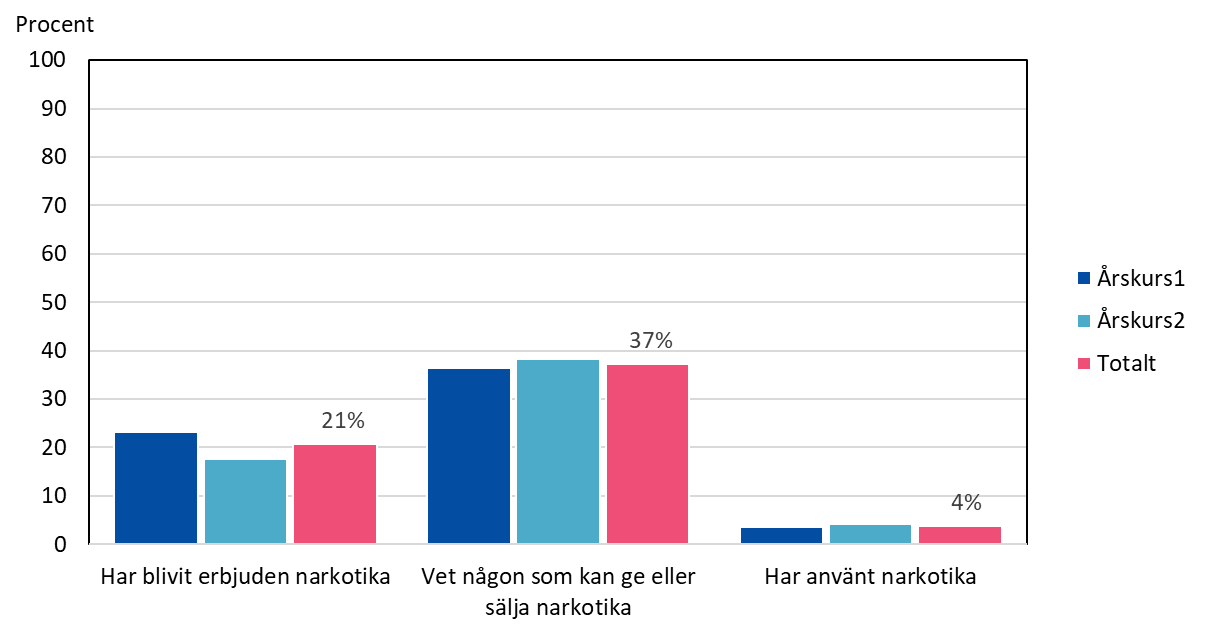 Procent
100
90
80
70
60
50
40
30
20
10
0
21%
37%
4%
Har blivit erbjuden narkotika
Vet någon som kan ge eller
sälja narkotika
Har använt narkotika
Årskurs1
Årskurs2
Totalt